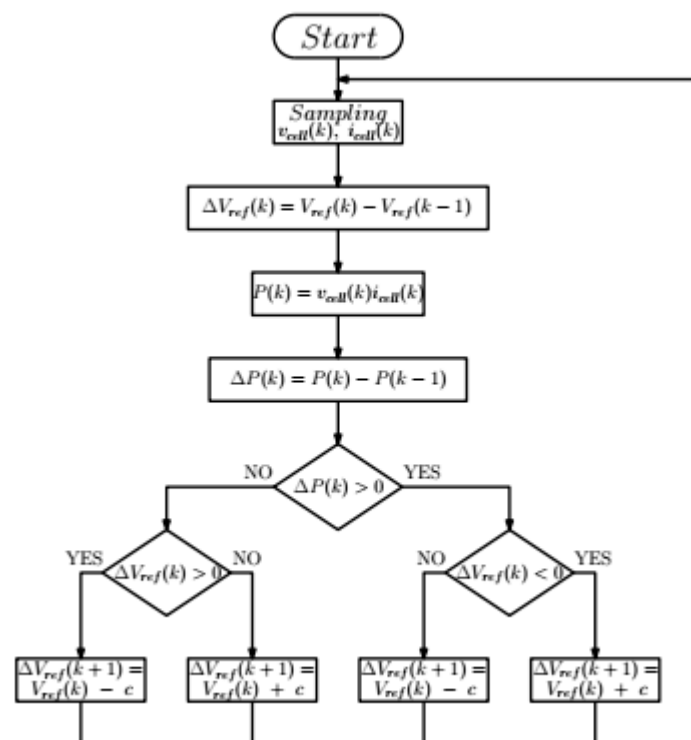 Start
Sampling
v_cell(k), i_cell(k)
ΔV_ref(k) = V_ref(k) − V_ref(k − 1)
P(k) = v_cell(k)i_cell(k)
ΔP(k) = P(k) − P(k − 1)
NO
YES
ΔP(k) > 0
YES
NO
NO
YES
ΔV_ref(k) > 0
ΔV_ref(k) < 0
ΔV_ref(k + 1) =
V_ref(k) − c
ΔV_ref(k + 1) =
V_ref(k) + c
ΔV_ref(k + 1) =
V_ref(k) − c
ΔV_ref(k + 1) =
V_ref(k) + c